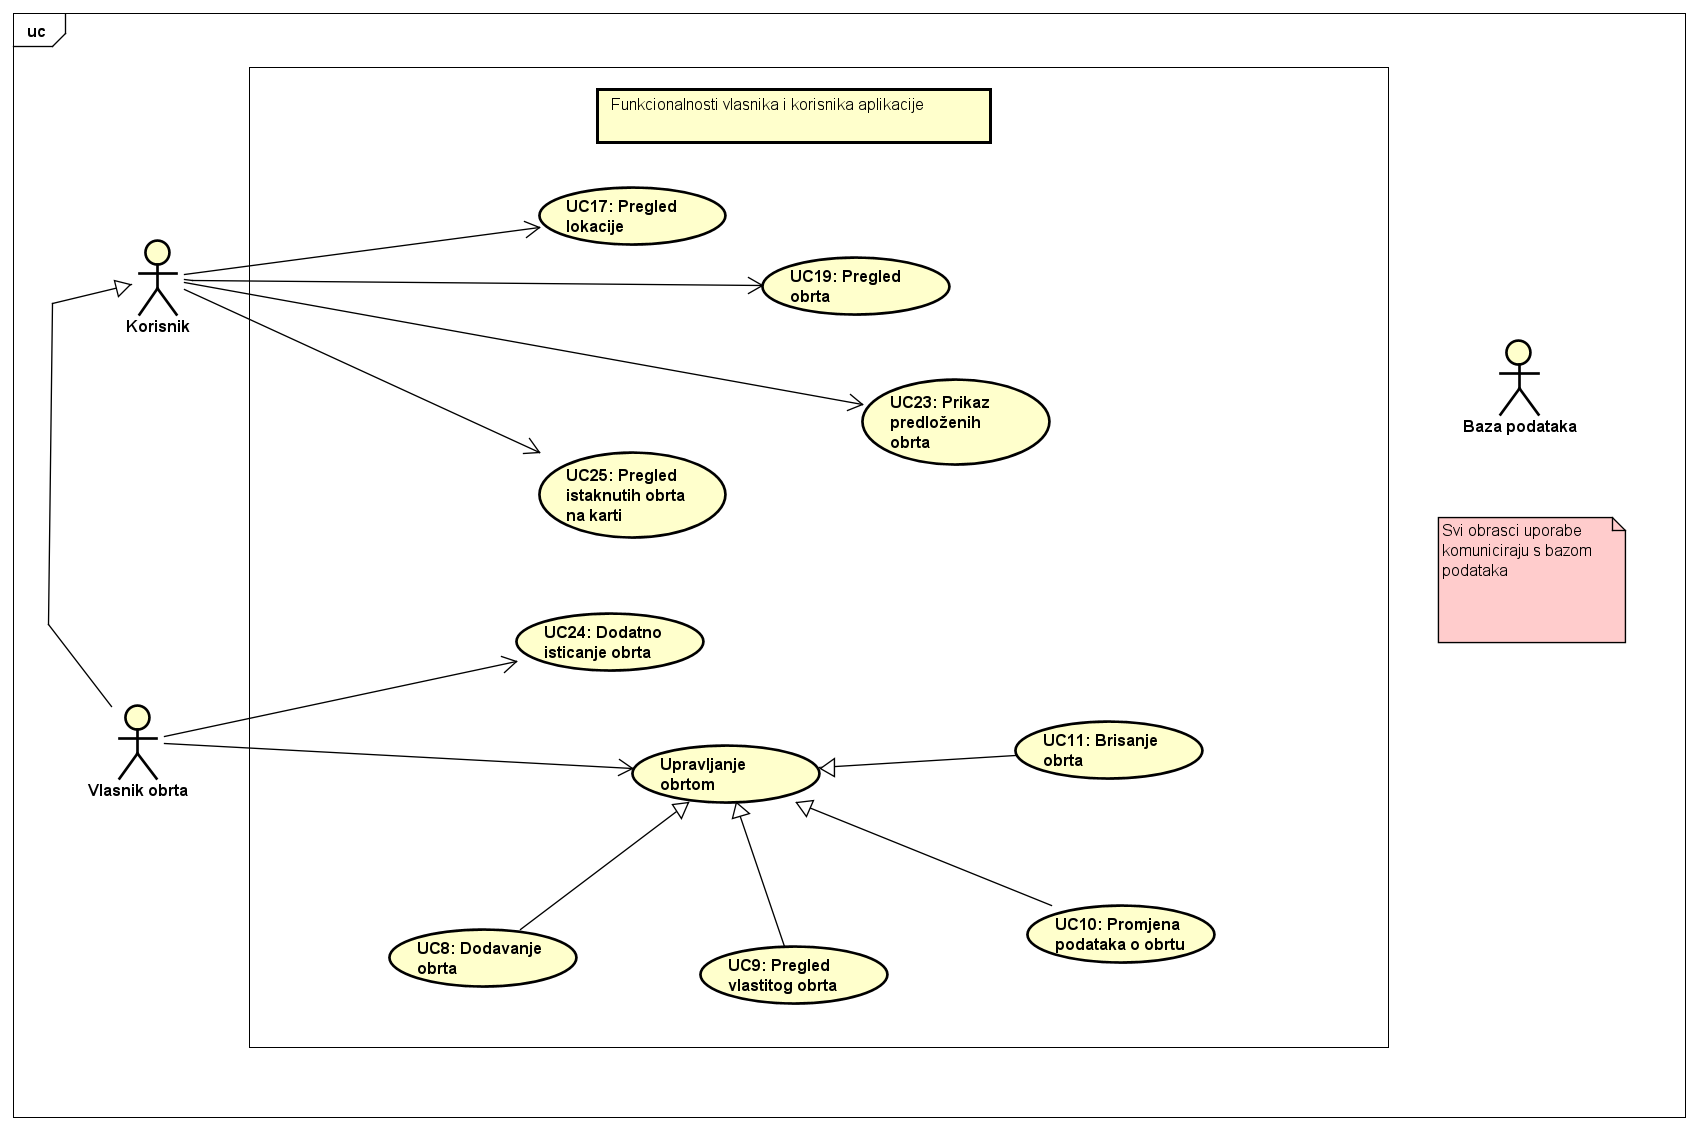 uc
Funkcionalnosti vlasnika i korisnika aplikacije
UC17: Pregled
lokacije
UC19: Pregled
obrta
Korisnik
UC23: Prikaz
predloženih
obrta
Baza podataka
UC25: Pregled
istaknutih obrta
na karti
Svi obrasci uporabe
komuniciraju s bazom
podataka
UC24: Dodatno
isticanje obrta
Vlasnik obrta
Upravljanje
obrtom
UC11: Brisanje
obrta
UC8: Dodavanje
obrta
UC9: Pregled
vlastitog obrta
UC10: Promjena
podataka o obrtu